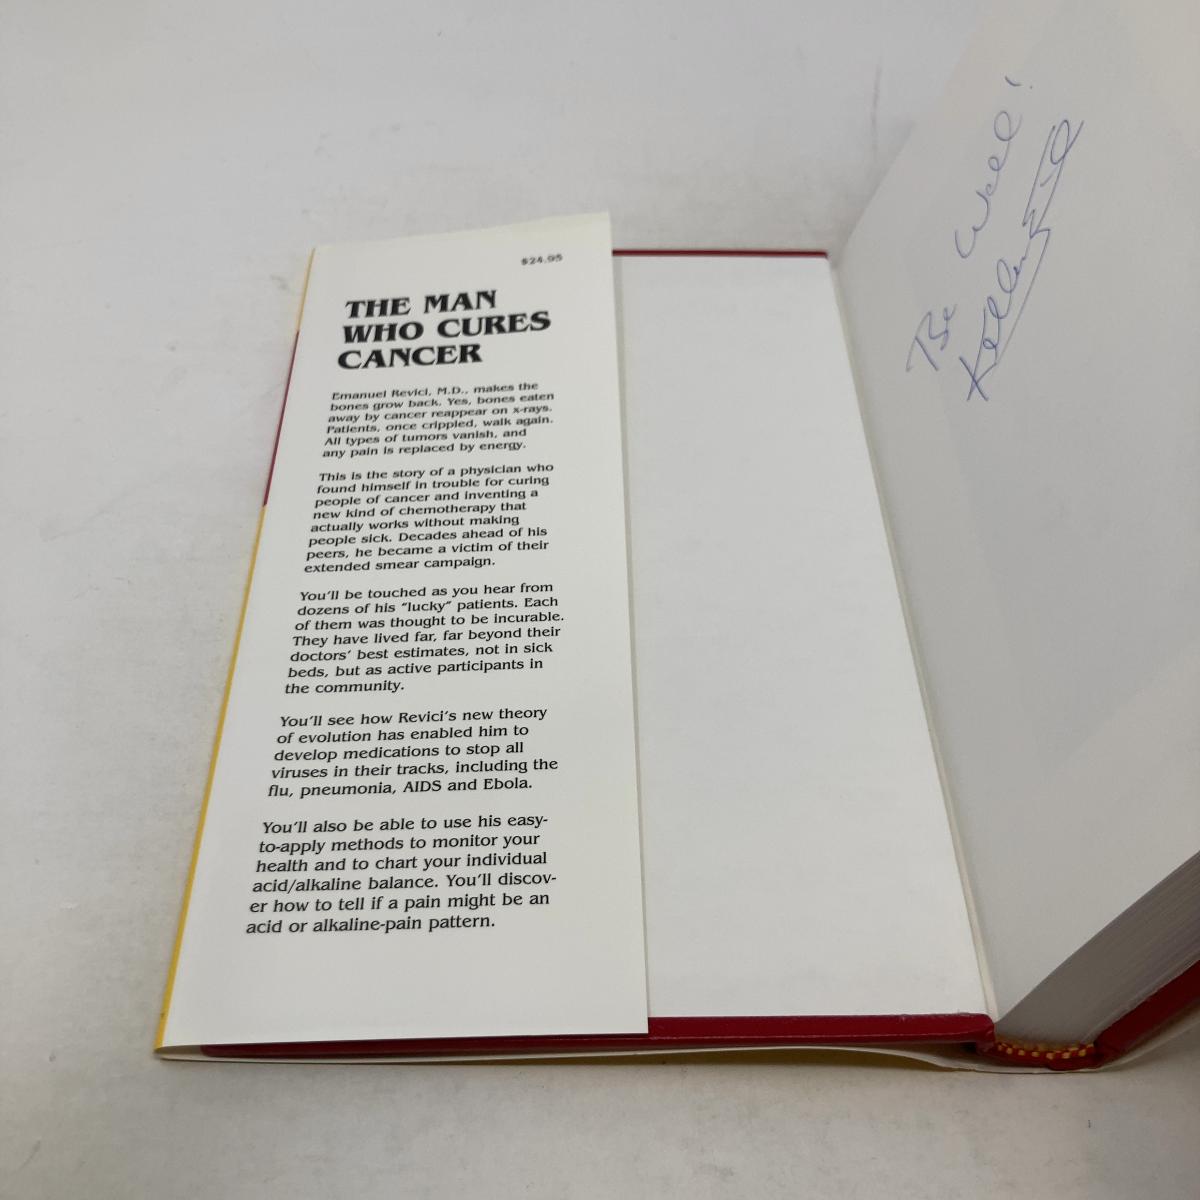 $24.95
THE MAN
WHO CURES
CANCER
Emanuel Revici, M.D., makes the
bones grow back. Yes, bones eaten
away by cancer reappear on x-rays.
Patients, once crippled, walk again.
All types of tumors vanish, and
any pain is replaced by energy.
This is the story of a physician who
found himself in trouble for curing
people of cancer and inventing a
new kind of chemotherapy that
actually works without making
people sick. Decades ahead of his
peers, he became a victim of their
extended smear campaign.
You'll be touched as you hear from
dozens of his "lucky" patients. Each
of them was thought to be incurable.
They have lived far, far beyond their
doctors' best estimates, not in sick
beds, but as active participants in
the community.
You'll see how Revici's new theory
of evolution has enabled him to
develop medications to stop all
viruses in their tracks, including the
flu, pneumonia, AIDS and Ebola.
You'll also be able to use his easy-
to-apply methods to monitor your
health and to chart your individual
acid/alkaline balance. You'll discov-
er how to tell if a pain might be an
acid or alkaline-pain pattern.
Be Well!